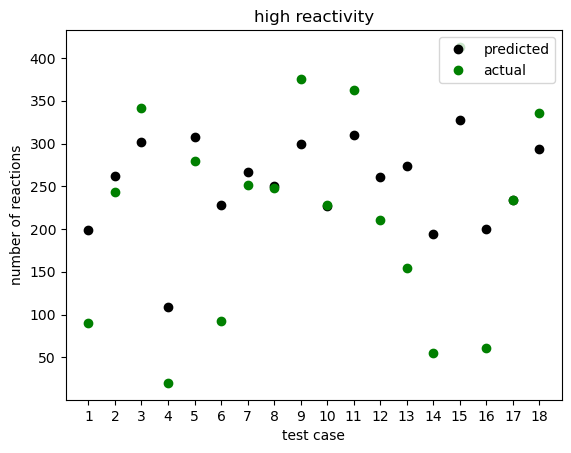 high reactivity
predicted
actual
number of reactions
400
350
300
250
200
150
100
50
1 2 3 4 5 6 7 8 9 10 11 12 13 14 15 16 17 18
test case